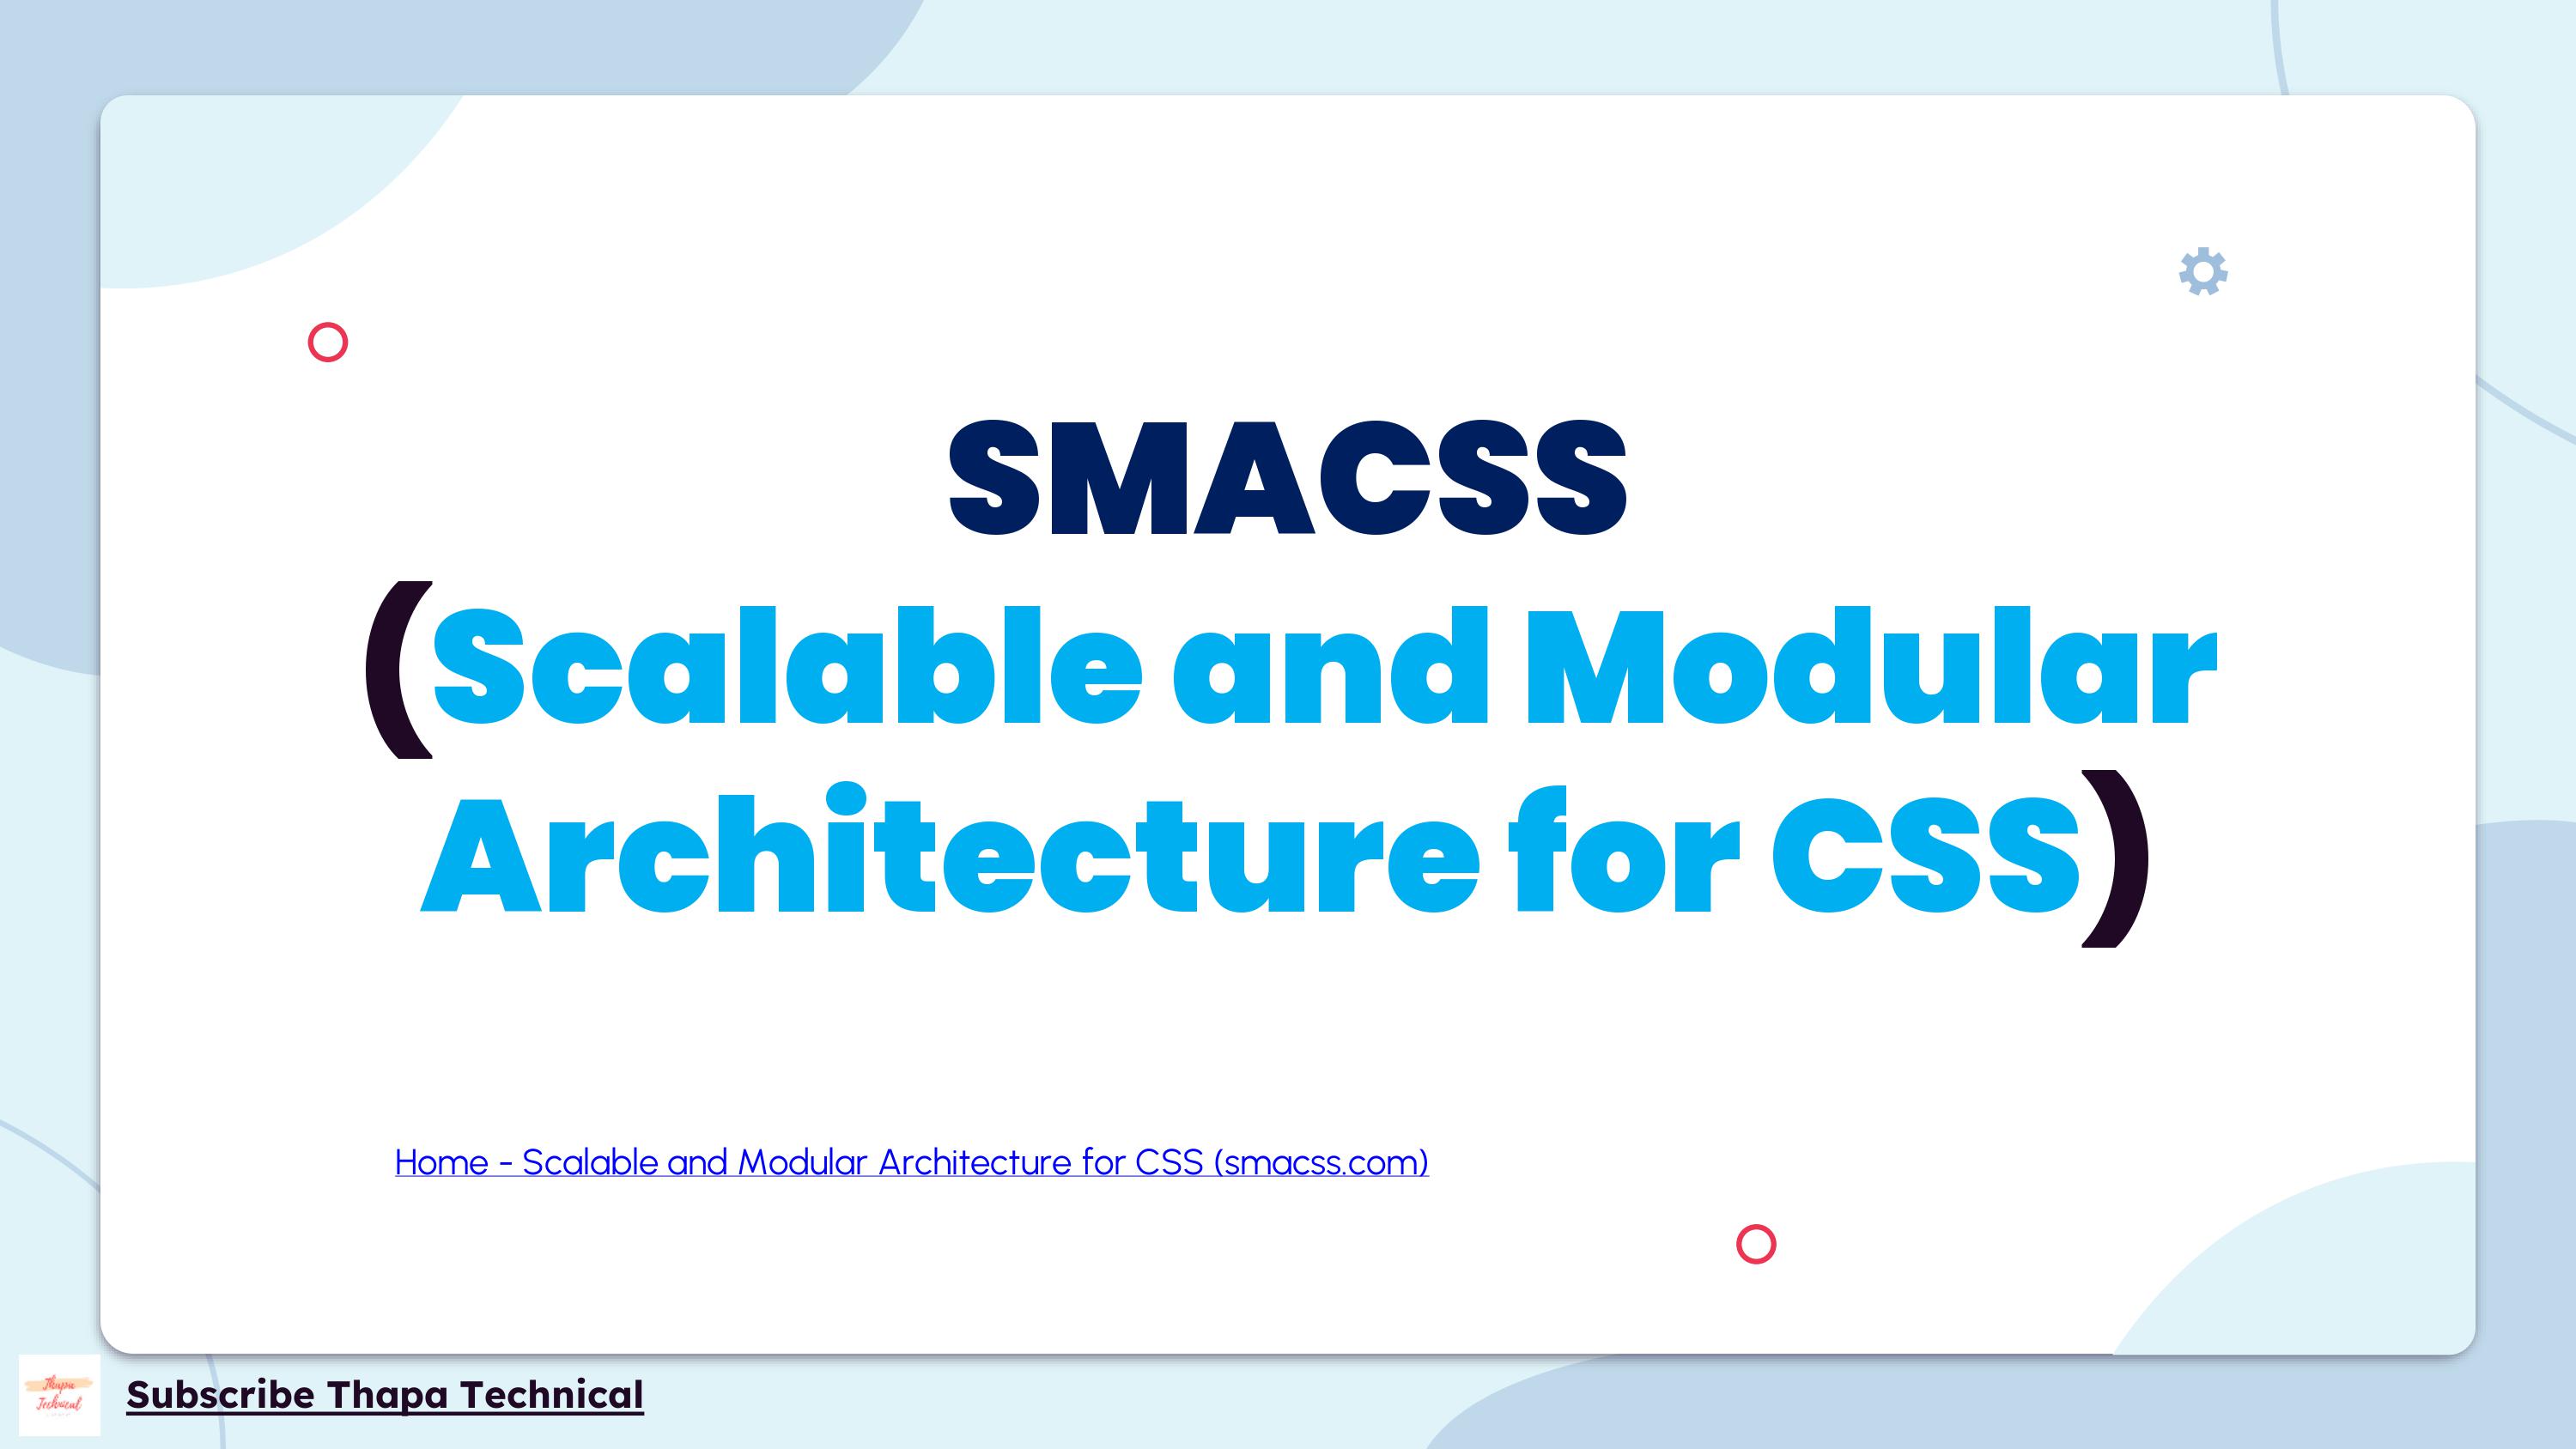 SMACSS
(Scalable and Modular
Architecture for CSS)
Home - Scalable and Modular Architecture for CSS (smacss.com)
Thapa
Technical
Subscribe Thapa Technical